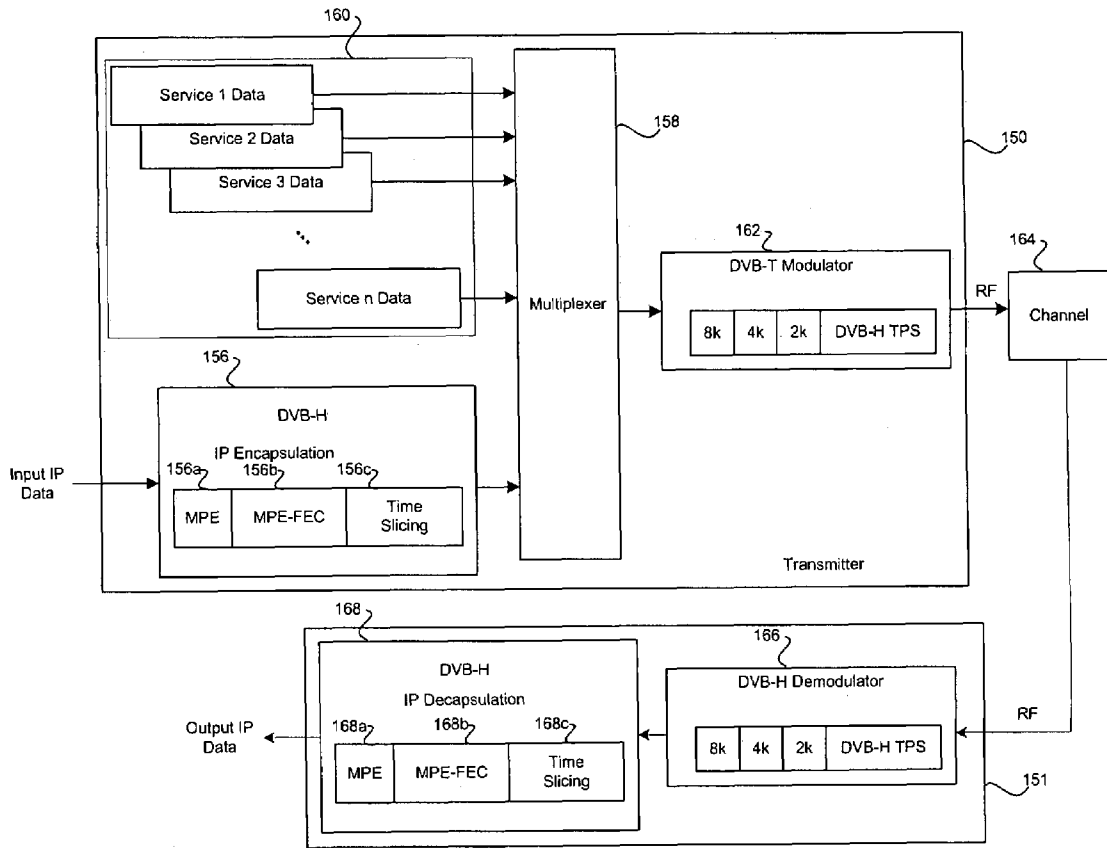 160
Service 1 Data
Service 2 Data
Service 3 Data
Service n Data
Multiplexer
158
150
162
DVB-T Modulator
8k
4k
2k
DVB-H TPS
RF
164
Channel
156
DVB-H
IP Encapsulation
156a
156b
156c
MPE
MPE-FEC
Time
Slicing
Input IP
Data
Transmitter
168
DVB-H
IP Decapsulation
168a
168b
168c
MPE
MPE-FEC
Time
Slicing
Output IP
Data
166
DVB-H Demodulator
8k
4k
2k
DVB-H TPS
RF
151